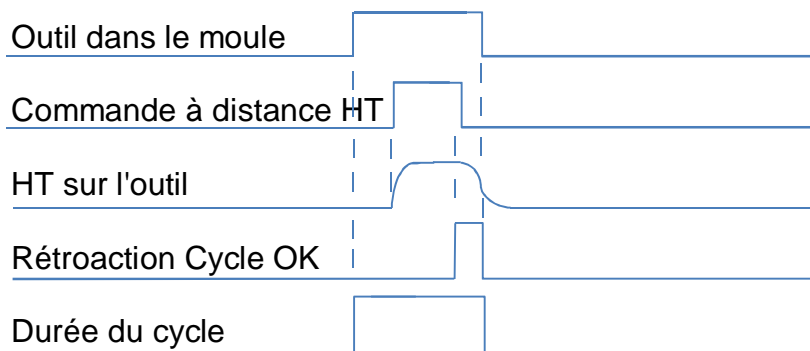 Outil dans le moule
Commande à distance HT
HT sur l'outil
Rétroaction Cycle OK
Durée du cycle